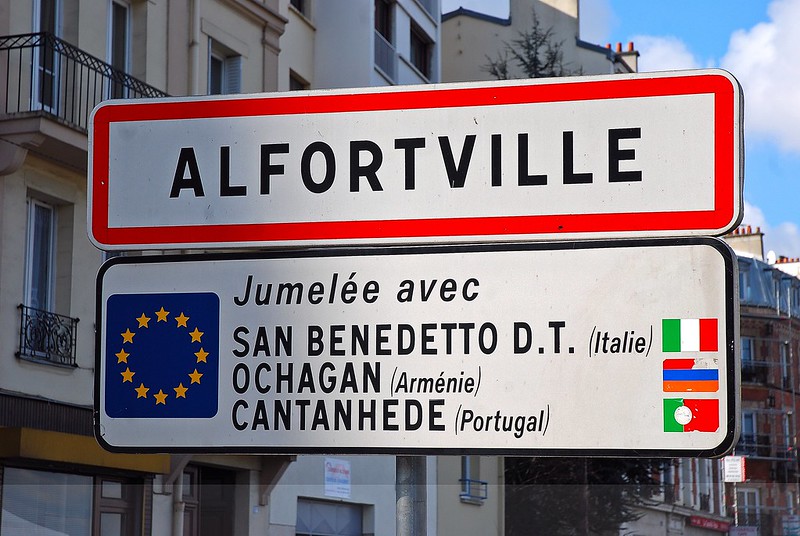 ALFORTVILLE
Jumelée avec
SAN BENEDETTO D.T. (Italie)
OCHAGAN (Arménie)
CANTANHEDE (Portugal)